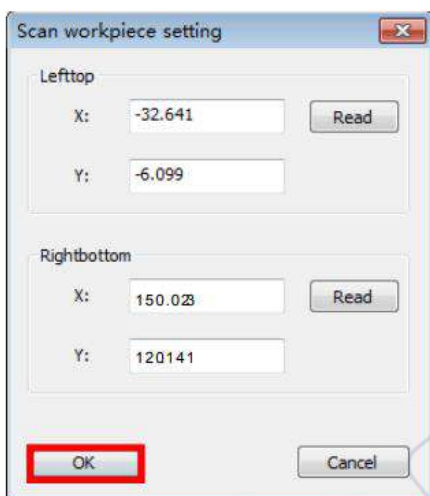 Scan workpiece setting
Lefttop
X: -32.641 Read
Y: -6.099
Rightbottom
X: 150.023 Read
Y: 120141
OK Cancel